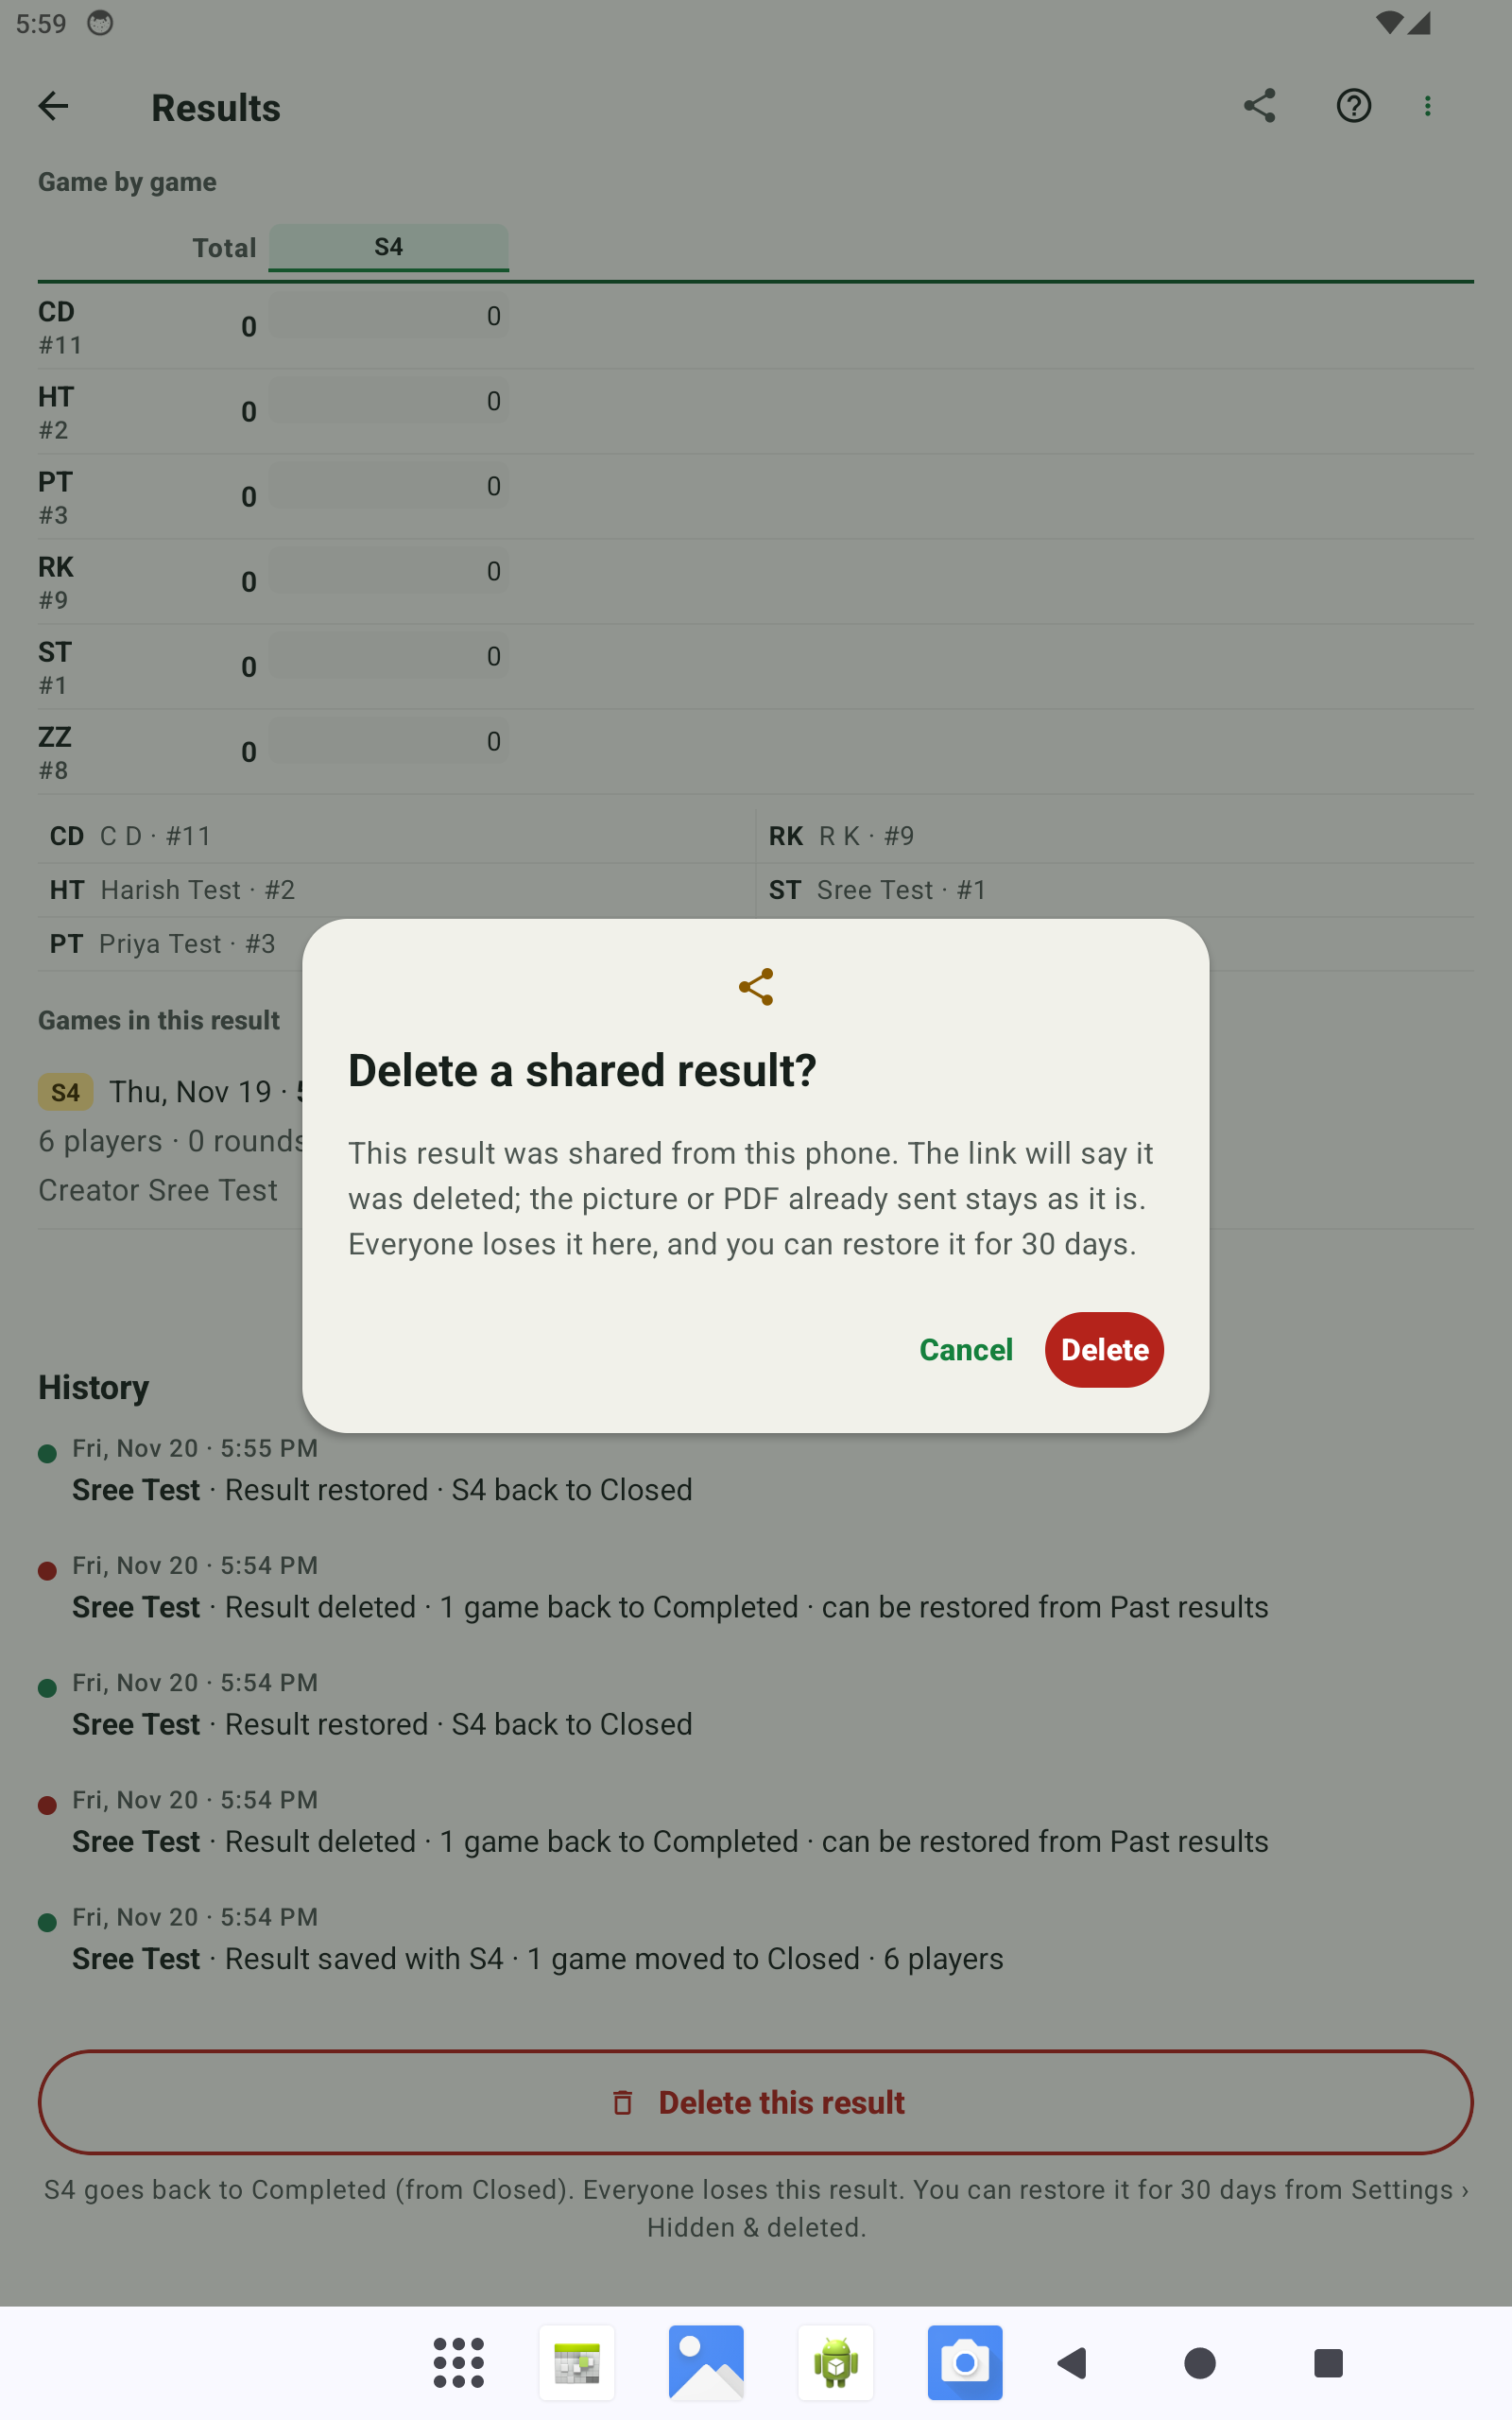 5:59
Results
Game by game
Total S4
CD 0 0
#11
HT 0 0
#2
PT 0 0
#3
RK 0 0
#9
ST 0 0
#1
ZZ 0 0
#8
CD C D · #11
RK R K · #9
HT Harish Test · #2
ST Sree Test · #1
PT Priya Test · #3
Games in this result
S4 Thu, Nov 19 ·
6 players · 0 rounds
Creator Sree Test
Delete a shared result?
This result was shared from this phone. The link will say it
was deleted; the picture or PDF already sent stays as it is.
Everyone loses it here, and you can restore it for 30 days.
Cancel Delete
History
Fri, Nov 20 · 5:55 PM
Sree Test · Result restored · S4 back to Closed
Fri, Nov 20 · 5:54 PM
Sree Test · Result deleted · 1 game back to Completed · can be restored from Past results
Fri, Nov 20 · 5:54 PM
Sree Test · Result restored · S4 back to Closed
Fri, Nov 20 · 5:54 PM
Sree Test · Result deleted · 1 game back to Completed · can be restored from Past results
Fri, Nov 20 · 5:54 PM
Sree Test · Result saved with S4 · 1 game moved to Closed · 6 players
Delete this result
S4 goes back to Completed (from Closed). Everyone loses this result. You can restore it for 30 days from Settings ›
Hidden & deleted.